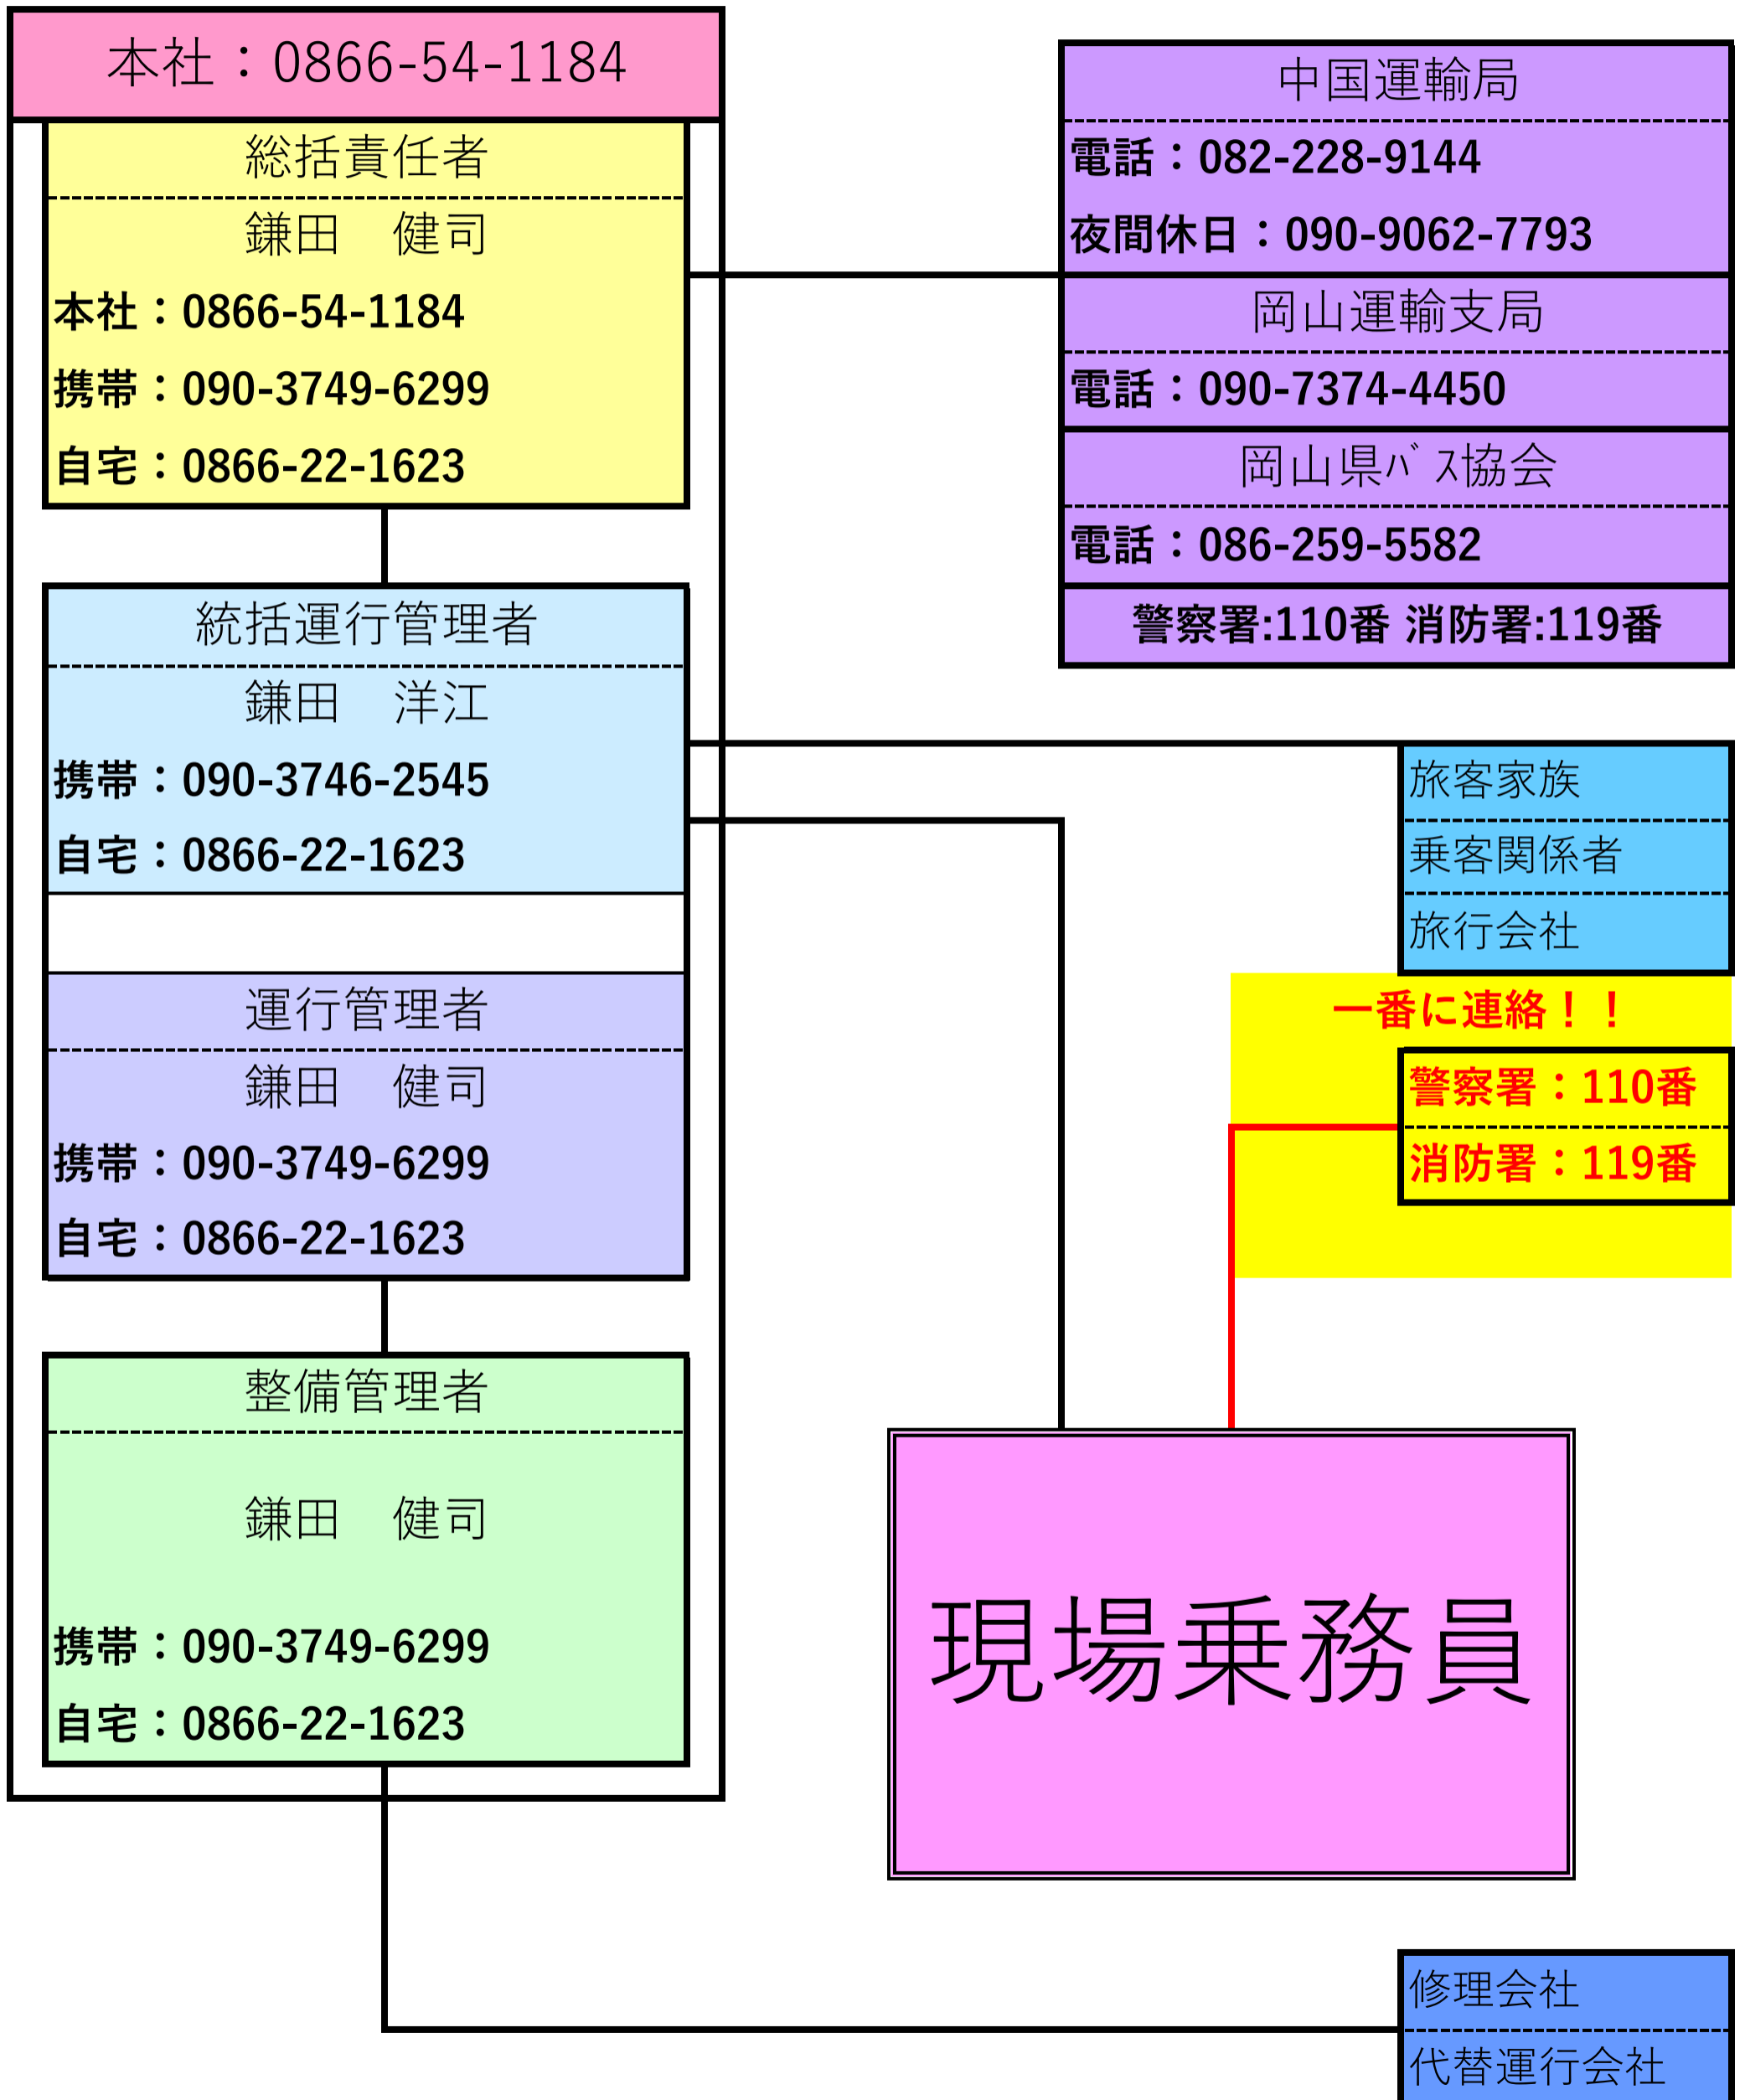 本社：0866-54-1184
総括責任者
鎌田　健司
本社：0866-54-1184
携帯：090-3749-6299
自宅：0866-22-1623
統括運行管理者
鎌田　洋江
携帯：090-3746-2545
自宅：0866-22-1623
運行管理者
鎌田　健司
携帯：090-3749-6299
自宅：0866-22-1623
整備管理者
鎌田　健司
携帯：090-3749-6299
自宅：0866-22-1623
中国運輸局
電話：082-228-9144
夜間休日：090-9062-7793
岡山運輸支局
電話：090-7374-4450
岡山県ﾊﾞｽ協会
電話：086-259-5582
警察署:110番 消防署:119番
旅客家族
乗客関係者
旅行会社
一番に連絡！！
警察署：110番
消防署：119番
現場乗務員
修理会社
代替運行会社